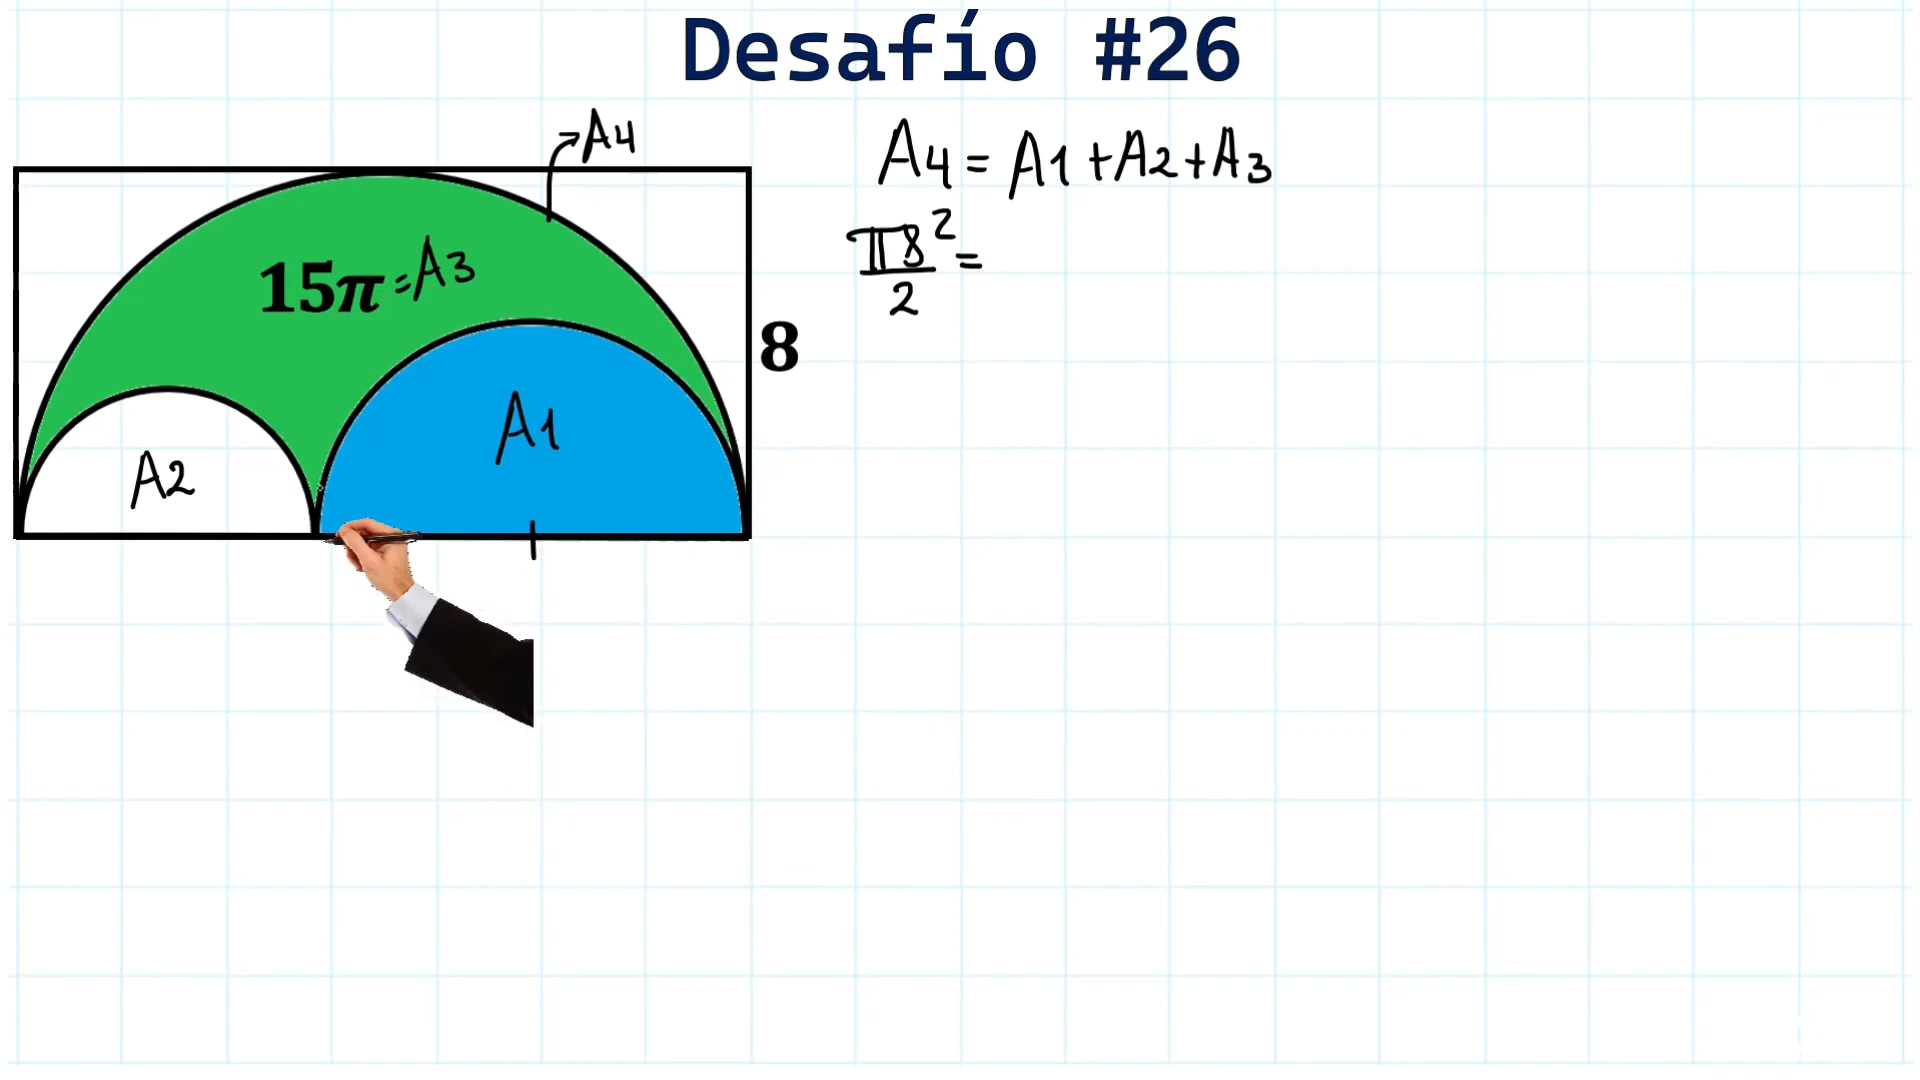 Desafío #26
A4
A4 = A1 + A2 + A3
π8² =
2
15π = A3
8
A1
A2